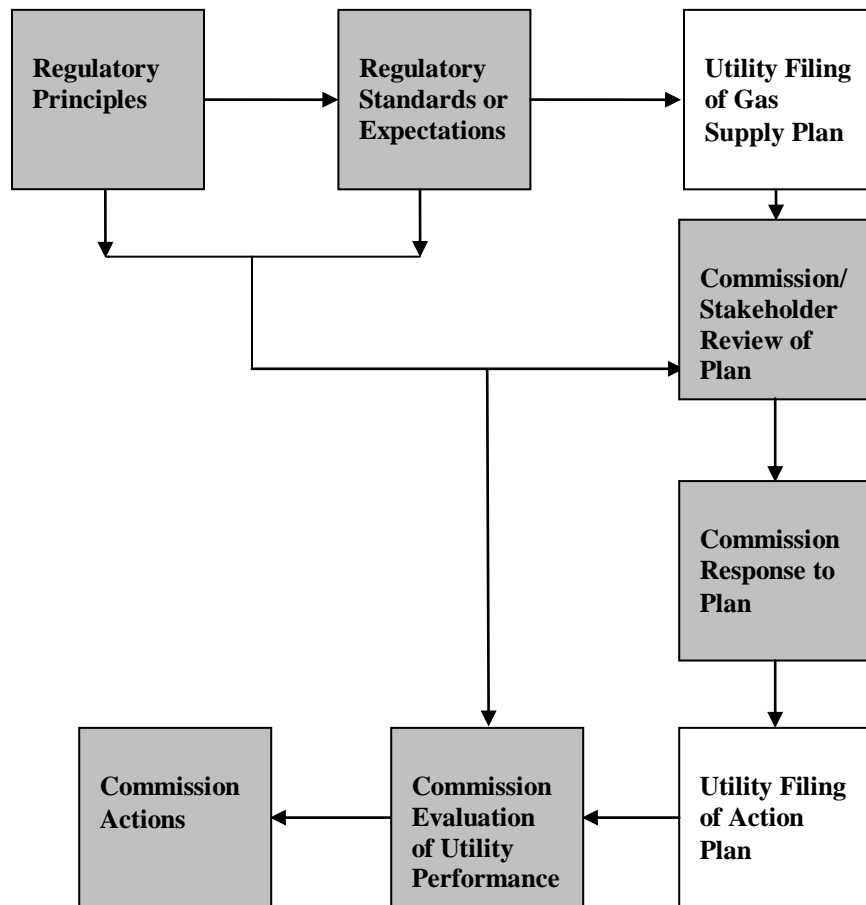 Regulatory
Principles
Regulatory
Standards or
Expectations
Utility Filing
of Gas
Supply Plan
Commission/
Stakeholder
Review of
Plan
Commission
Response to
Plan
Commission
Actions
Commission
Evaluation
of Utility
Performance
Utility Filing
of Action
Plan